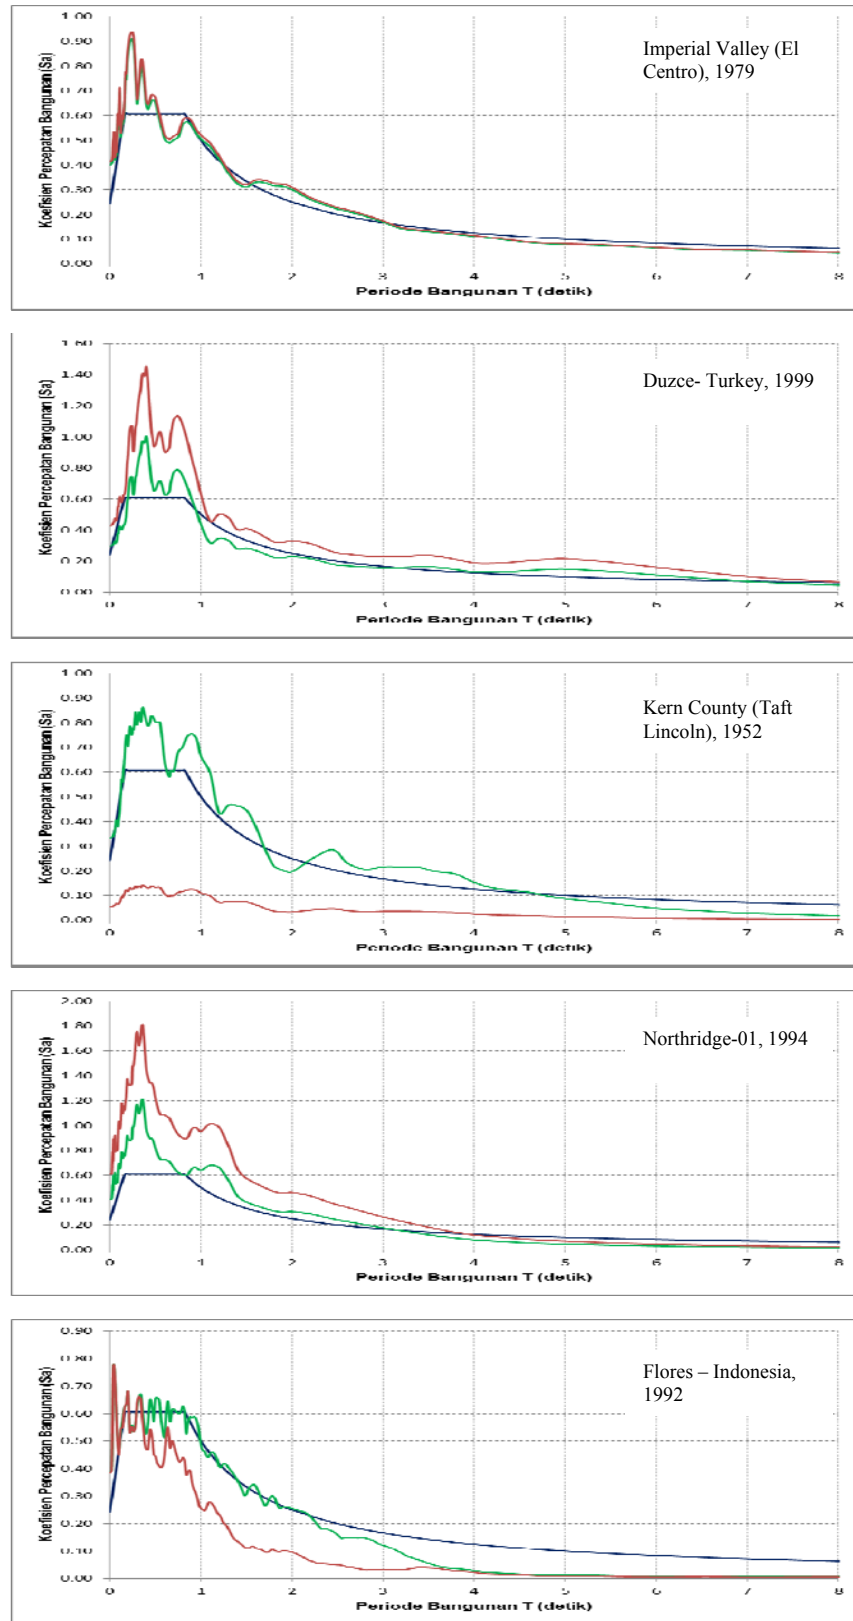 1.00
0.90
0.80
0.70
0.60
0.50
0.40
0.30
0.20
0.10
0.00
Koefisien Percepatan Bangunan (Sa)
Imperial Valley (El
Centro), 1979
0 1 2 3 4 5 6 7 8
Periode Bangunan T (detik)
1.60
1.40
1.20
1.00
0.80
0.60
0.40
0.20
0.00
Koefisien Percepatan Bangunan (Sa)
Duzce- Turkey, 1999
0 1 2 3 4 5 6 7 8
Periode Bangunan T (detik)
1.00
0.90
0.80
0.70
0.60
0.50
0.40
0.30
0.20
0.10
0.00
Koefisien Percepatan Bangunan (Sa)
Kern County (Taft
Lincoln), 1952
0 1 2 3 4 5 6 7 8
Periode Bangunan T (detik)
2.00
1.80
1.60
1.40
1.20
1.00
0.80
0.60
0.40
0.20
0.00
Koefisien Percepatan Bangunan (Sa)
Northridge-01, 1994
0 1 2 3 4 5 6 7 8
Periode Bangunan T (detik)
0.90
0.80
0.70
0.60
0.50
0.40
0.30
0.20
0.10
0.00
Koefisien Percepatan Bangunan (Sa)
Flores – Indonesia,
1992
0 1 2 3 4 5 6 7 8
Periode Bangunan T (detik)